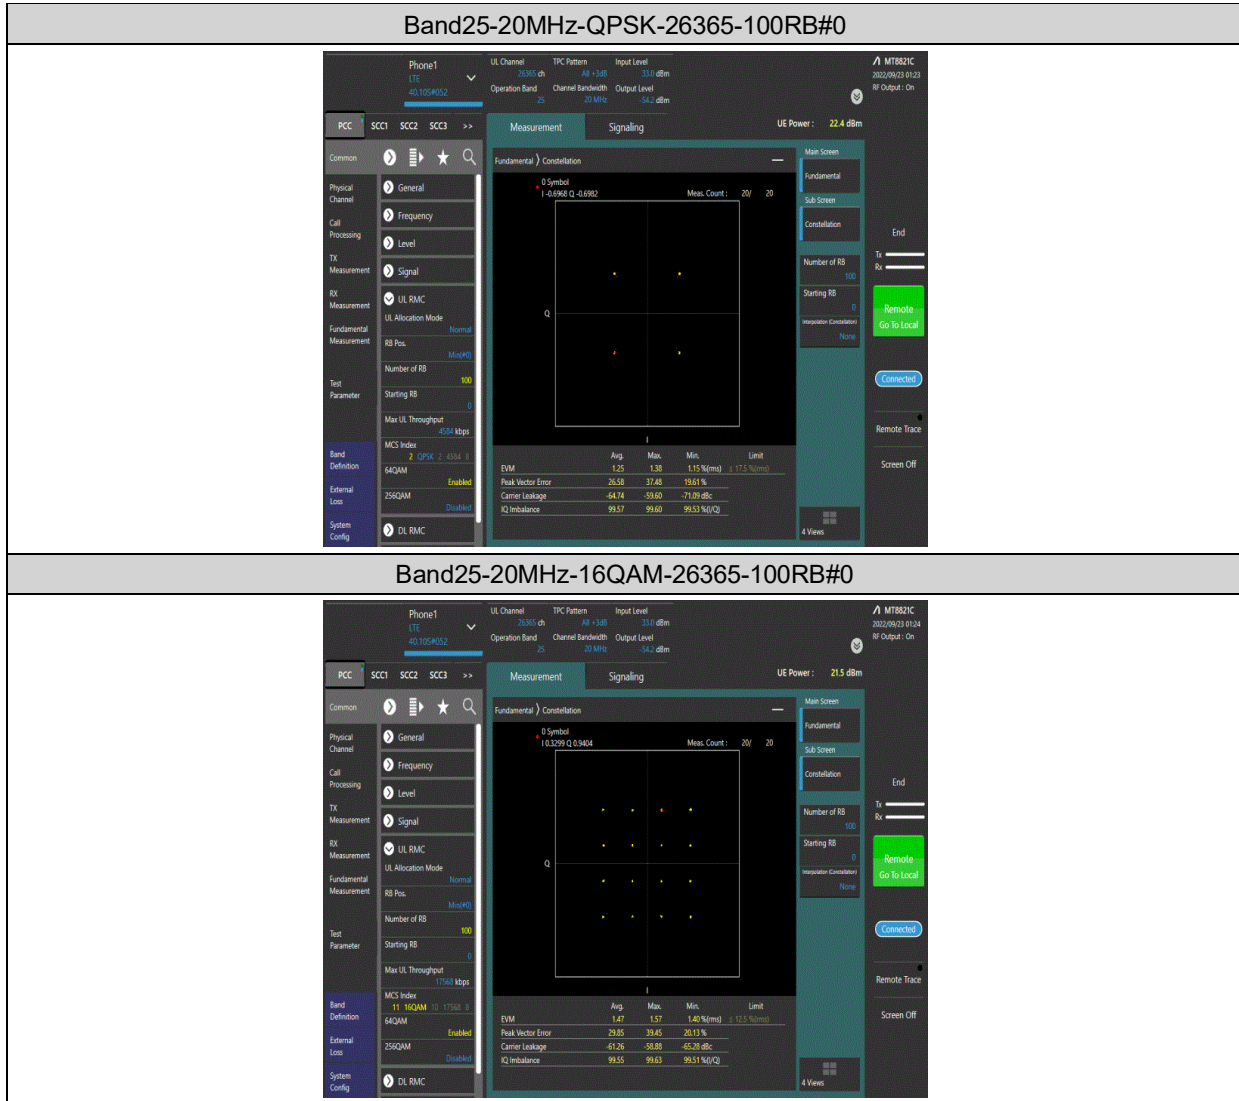 Band25-20MHz-QPSK-26365-100RB#0
Phone1
LTE
40.105#052
UL Channel TPC Pattern Input Level
26365 ch All +3dB 33.0 dBm
Operation Band Channel Bandwidth Output Level
25 20 MHz -54.2 dBm
MT8821C
2022/09/23 01:23
RF Output : On
PCC SCC1 SCC2 SCC3 >>
Measurement Signaling
UE Power : 22.4 dBm
Common
Physical Channel
Call Processing
TX Measurement
RX Measurement
Fundamental Measurement
Test Parameter
Band Definition
External Loss
System Config
General
Frequency
Level
Signal
UL RMC
UL Allocation Mode
Normal
RB Pos.
Min(#0)
Number of RB
100
Starting RB
0
Max UL Throughput
4584 kbps
MCS Index
2 QPSK 2 4584 8
64QAM
Enabled
256QAM
Disabled
DL RMC
Fundamental Constellation
0 Symbol
I -0.6968 Q -0.6982
Meas. Count : 20/ 20
Q
I
Avg. Max. Min. Limit
EVM 1.25 1.38 1.15 %(rms) ≤ 17.5 %(rms)
Peak Vector Error 26.58 37.48 19.61 %
Carrier Leakage -64.74 -59.60 -71.09 dBc
IQ Imbalance 99.57 99.60 99.53 %(I/Q)
Main Screen
Fundamental
Sub Screen
Constellation
Number of RB
100
Starting RB
0
Interpolation (Constellation)
None
4 Views
End
Tx
Rx
Remote
Go To Local
Connected
Remote Trace
Screen Off
Band25-20MHz-16QAM-26365-100RB#0
Phone1
LTE
40.105#052
UL Channel TPC Pattern Input Level
26365 ch All +3dB 33.0 dBm
Operation Band Channel Bandwidth Output Level
25 20 MHz -54.2 dBm
MT8821C
2022/09/23 01:24
RF Output : On
PCC SCC1 SCC2 SCC3 >>
Measurement Signaling
UE Power : 21.5 dBm
Common
Physical Channel
Call Processing
TX Measurement
RX Measurement
Fundamental Measurement
Test Parameter
Band Definition
External Loss
System Config
General
Frequency
Level
Signal
UL RMC
UL Allocation Mode
Normal
RB Pos.
Min(#0)
Number of RB
100
Starting RB
0
Max UL Throughput
17568 kbps
MCS Index
11 16QAM 10 17568 8
64QAM
Enabled
256QAM
Disabled
DL RMC
Fundamental Constellation
0 Symbol
I 0.3299 Q 0.9404
Meas. Count : 20/ 20
Q
I
Avg. Max. Min. Limit
EVM 1.47 1.57 1.40 %(rms) ≤ 12.5 %(rms)
Peak Vector Error 29.85 39.45 20.13 %
Carrier Leakage -61.26 -58.88 -65.28 dBc
IQ Imbalance 99.55 99.63 99.51 %(I/Q)
Main Screen
Fundamental
Sub Screen
Constellation
Number of RB
100
Starting RB
0
Interpolation (Constellation)
None
4 Views
End
Tx
Rx
Remote
Go To Local
Connected
Remote Trace
Screen Off